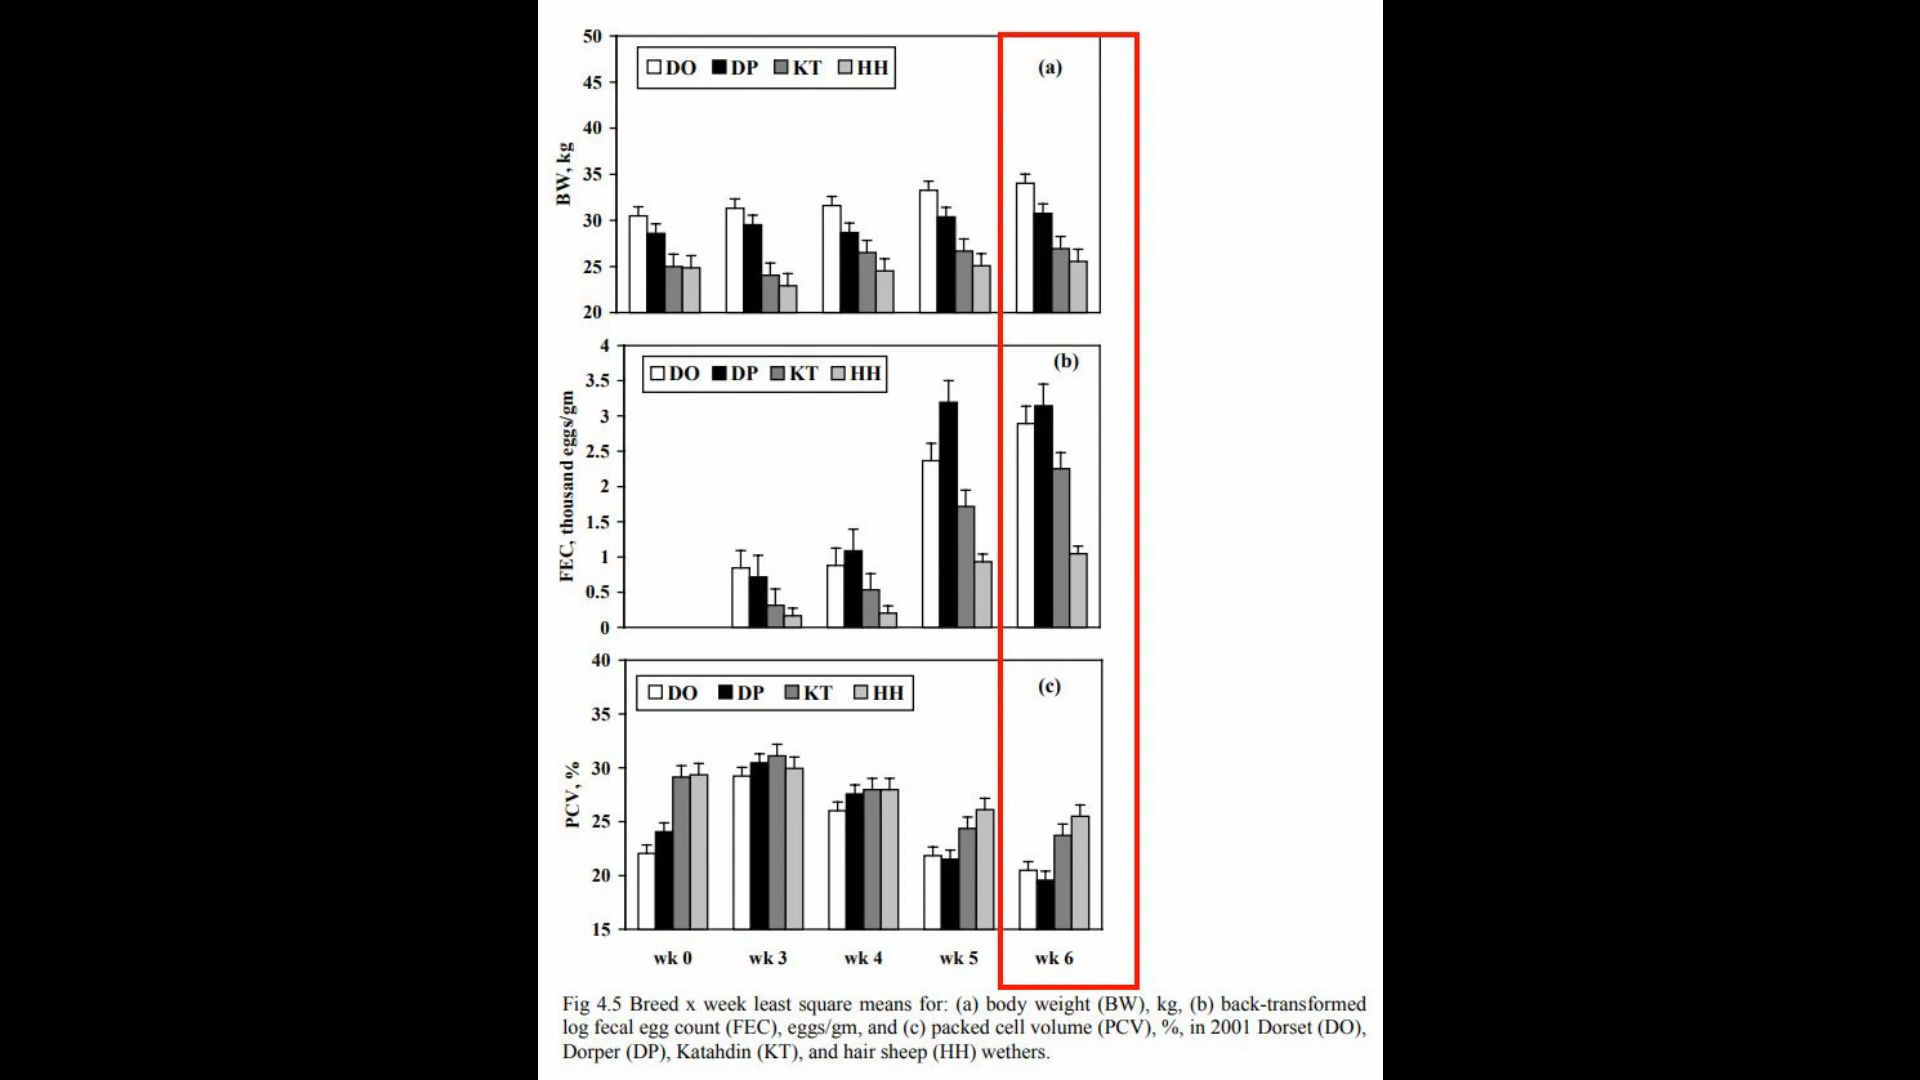 50
DO DP KT HH
(a)
45
40
35
30
25
20
BW, kg
4
(b)
DO DP KT HH
3.5
3
2.5
2
1.5
1
0.5
0
FEC, thousand eggs/gm
40
DO DP KT HH
(c)
35
30
25
20
15
PCV, %
wk 0 wk 3 wk 4 wk 5 wk 6
Fig 4.5 Breed x week least square means for: (a) body weight (BW), kg, (b) back-transformed
log fecal egg count (FEC), eggs/gm, and (c) packed cell volume (PCV), %, in 2001 Dorset (DO),
Dorper (DP), Katahdin (KT), and hair sheep (HH) wethers.